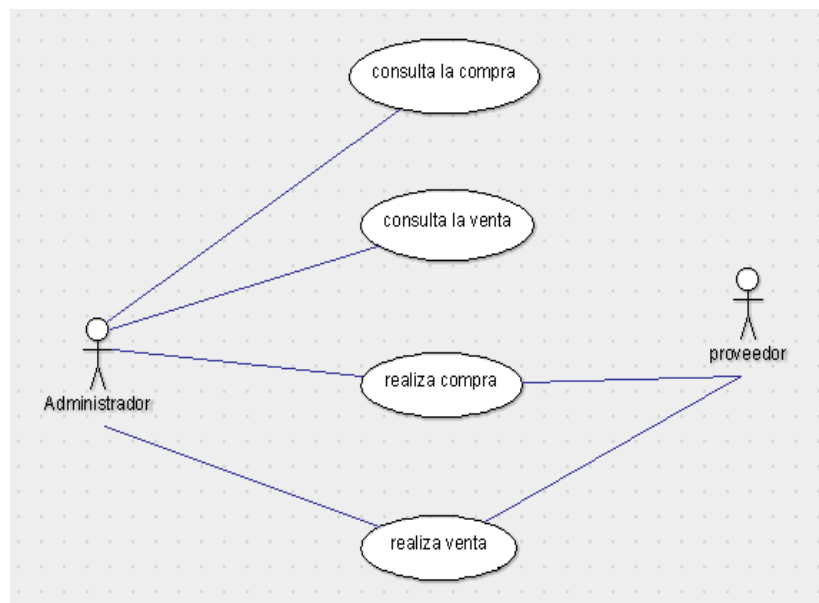 consulta la compra
consulta la venta
proveedor
realiza compra
Administrador
realiza venta